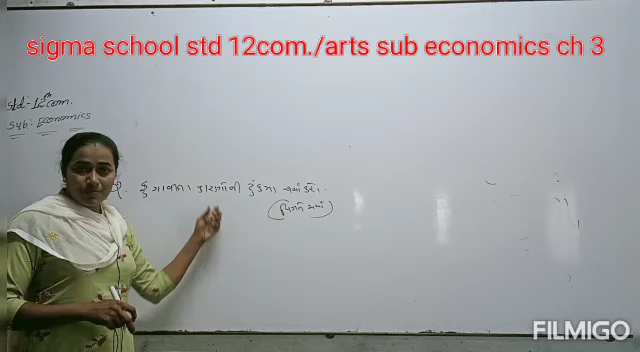 sigma school std 12com./arts sub economics ch 3
std:- 12th com.
Sub:- Economics
ફુગાવાના કારણોની ટૂંકમાં ચર્ચા કરો.
FILMIGO